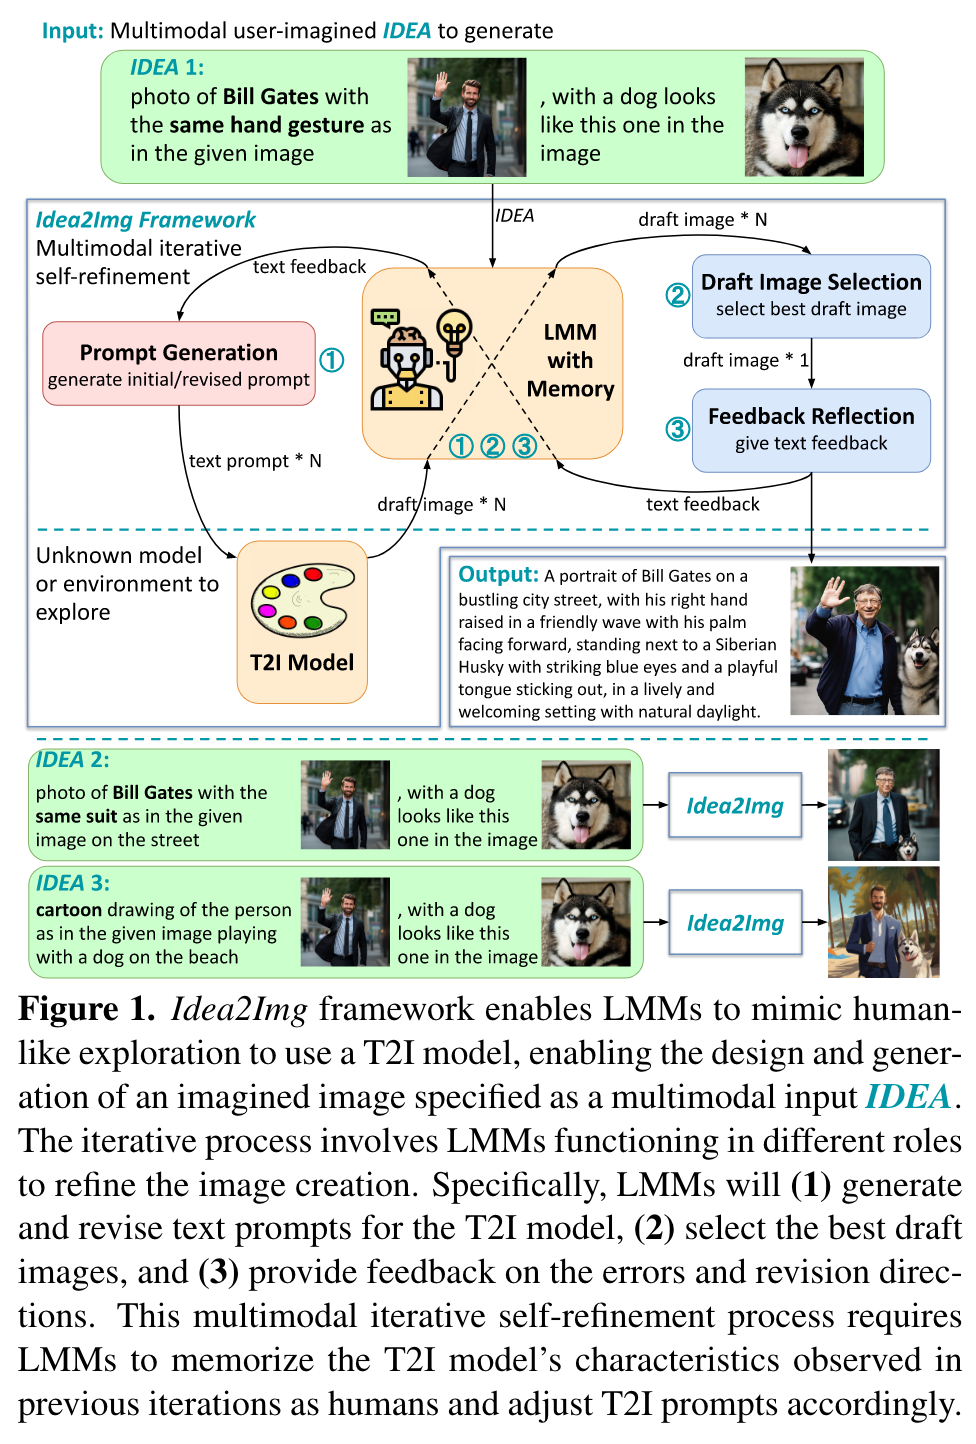 Input: Multimodal user-imagined IDEA to generate
IDEA 1:
photo of Bill Gates with
the same hand gesture as
in the given image
, with a dog looks
like this one in the
image
IDEA
Idea2Img Framework
Multimodal iterative
self-refinement
text feedback
draft image * N
Prompt Generation
generate initial/revised prompt
①
LMM
with
Memory
① ② ③
②
Draft Image Selection
select best draft image
draft image * 1
③
Feedback Reflection
give text feedback
text prompt * N
draft image * N
text feedback
Unknown model
or environment to
explore
T2I Model
Output: A portrait of Bill Gates on a
bustling city street, with his right hand
raised in a friendly wave with his palm
facing forward, standing next to a Siberian
Husky with striking blue eyes and a playful
tongue sticking out, in a lively and
welcoming setting with natural daylight.
IDEA 2:
photo of Bill Gates with the
same suit as in the given
image on the street
, with a dog
looks like this
one in the image
Idea2Img
IDEA 3:
cartoon drawing of the person
as in the given image playing
with a dog on the beach
, with a dog
looks like this
one in the image
Idea2Img
Figure 1. Idea2Img framework enables LMMs to mimic human-
like exploration to use a T2I model, enabling the design and gener-
ation of an imagined image specified as a multimodal input IDEA.
The iterative process involves LMMs functioning in different roles
to refine the image creation. Specifically, LMMs will (1) generate
and revise text prompts for the T2I model, (2) select the best draft
images, and (3) provide feedback on the errors and revision direc-
tions. This multimodal iterative self-refinement process requires
LMMs to memorize the T2I model's characteristics observed in
previous iterations as humans and adjust T2I prompts accordingly.